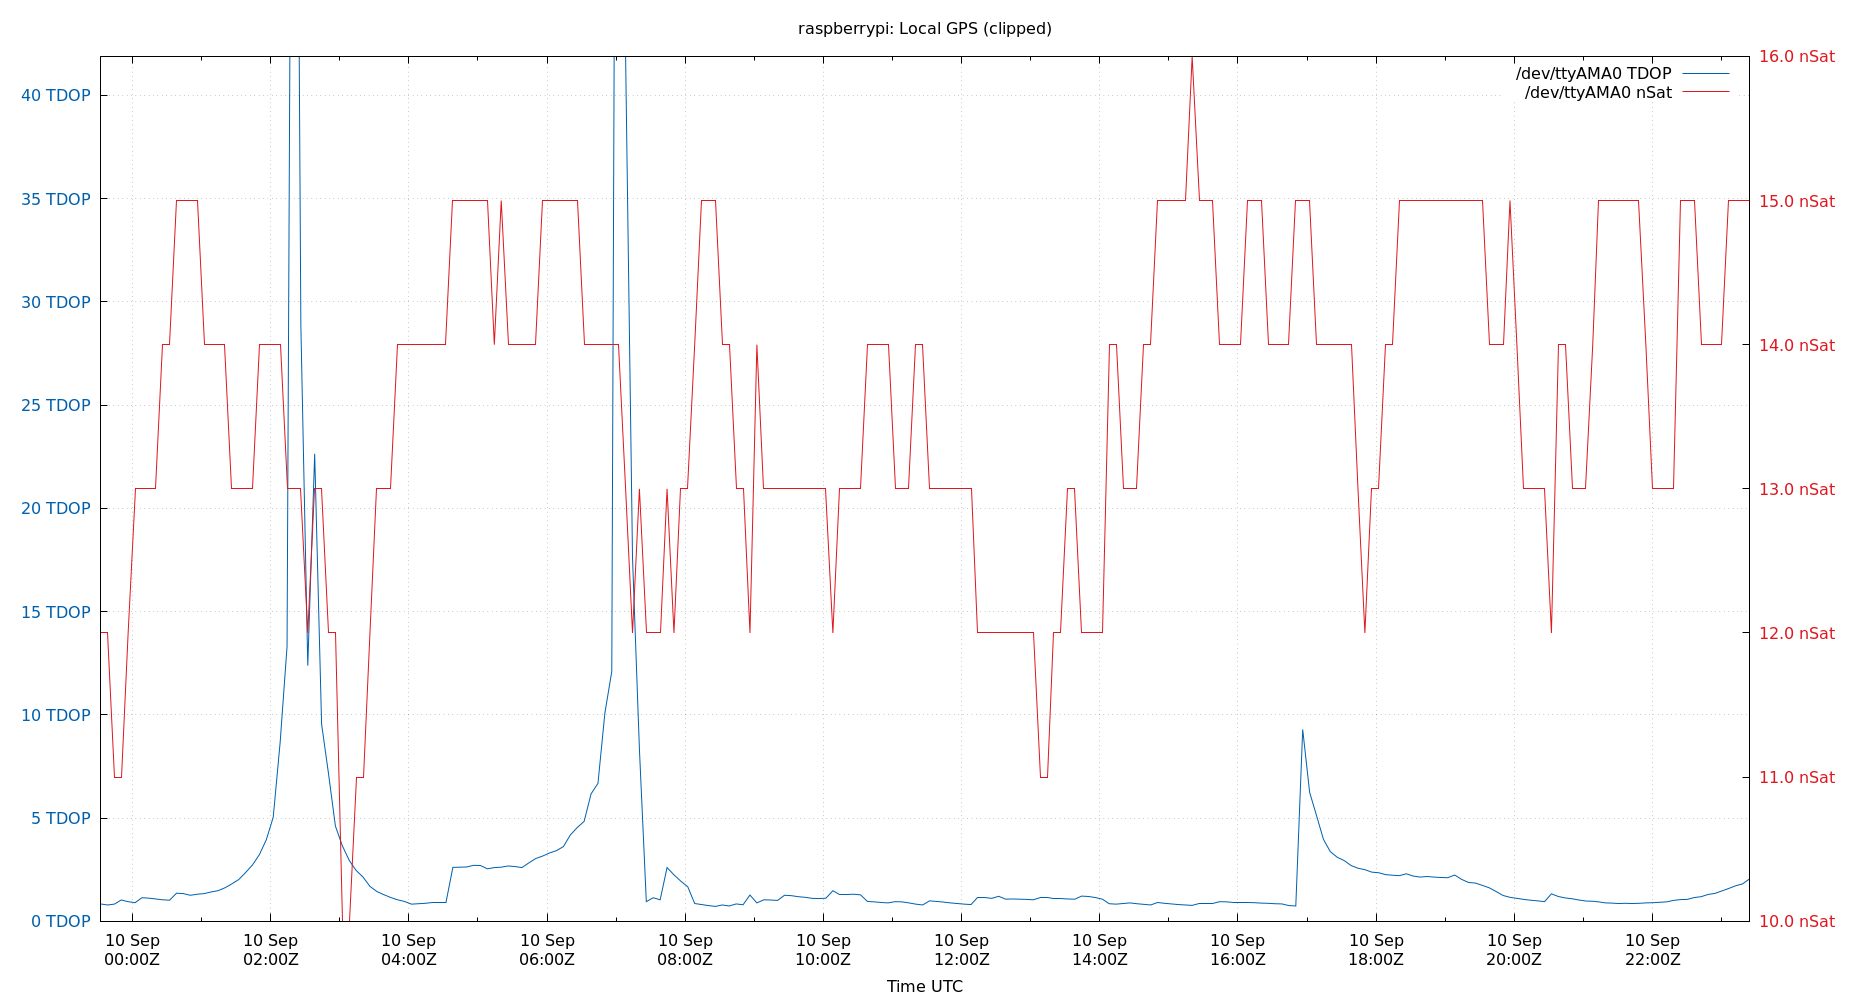 raspberrypi: Local GPS (clipped)
/dev/ttyAMA0 TDOP
/dev/ttyAMA0 nSat
40 TDOP
35 TDOP
30 TDOP
25 TDOP
20 TDOP
15 TDOP
10 TDOP
5 TDOP
0 TDOP
16.0 nSat
15.0 nSat
14.0 nSat
13.0 nSat
12.0 nSat
11.0 nSat
10.0 nSat
10 Sep 10 Sep 10 Sep 10 Sep 10 Sep 10 Sep 10 Sep 10 Sep 10 Sep 10 Sep 10 Sep 10 Sep
00:00Z 02:00Z 04:00Z 06:00Z 08:00Z 10:00Z 12:00Z 14:00Z 16:00Z 18:00Z 20:00Z 22:00Z
Time UTC